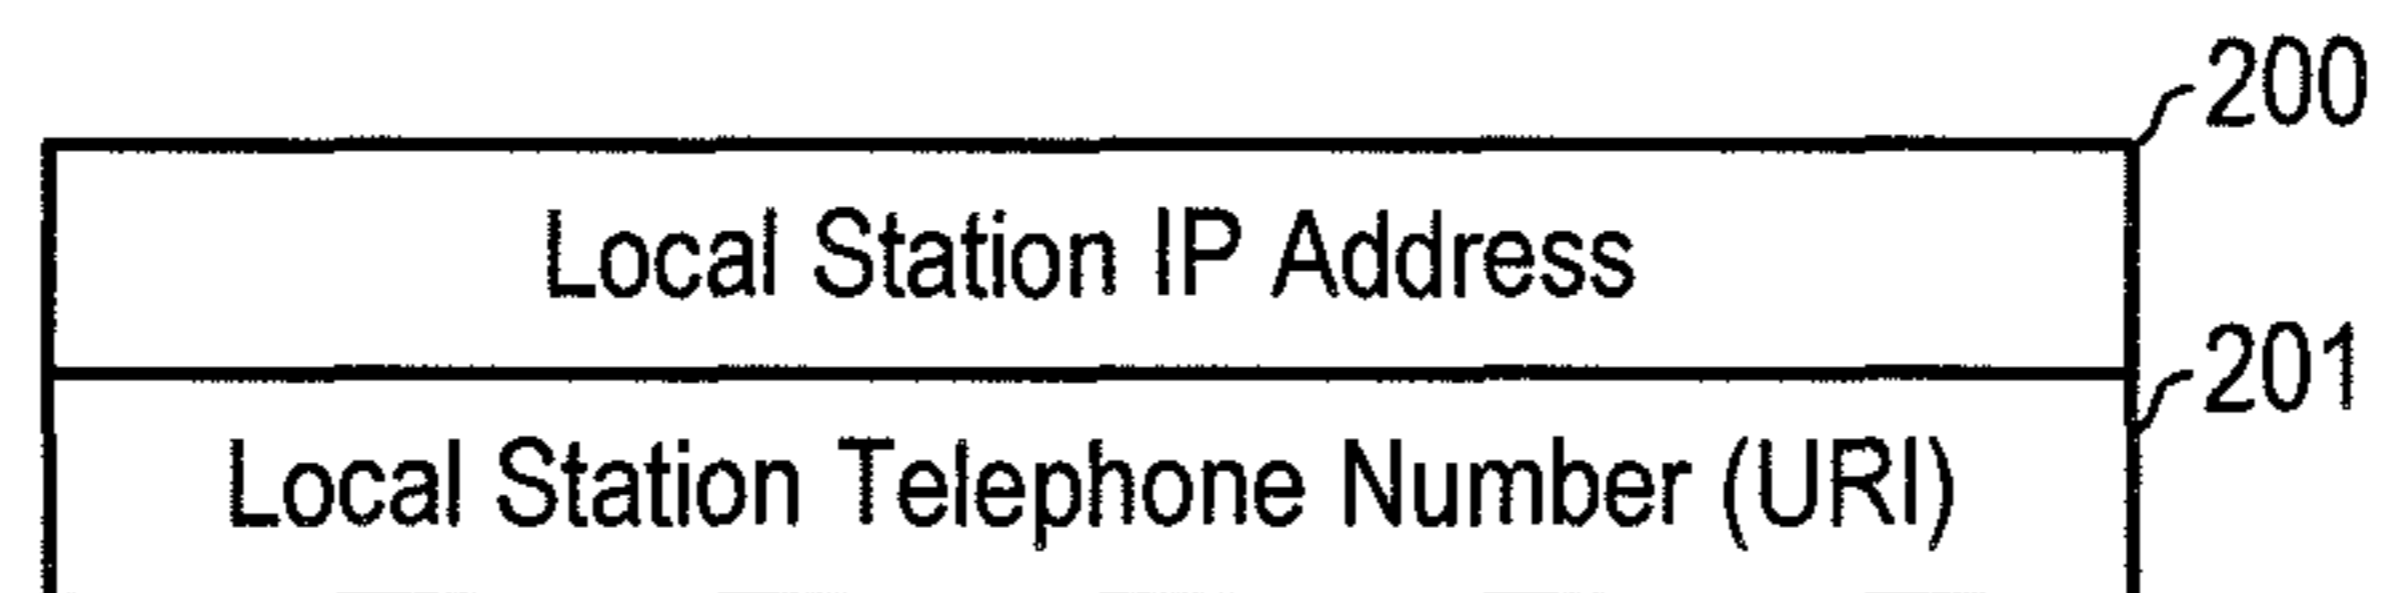 200
Local Station IP Address
201
Local Station Telephone Number (URI)